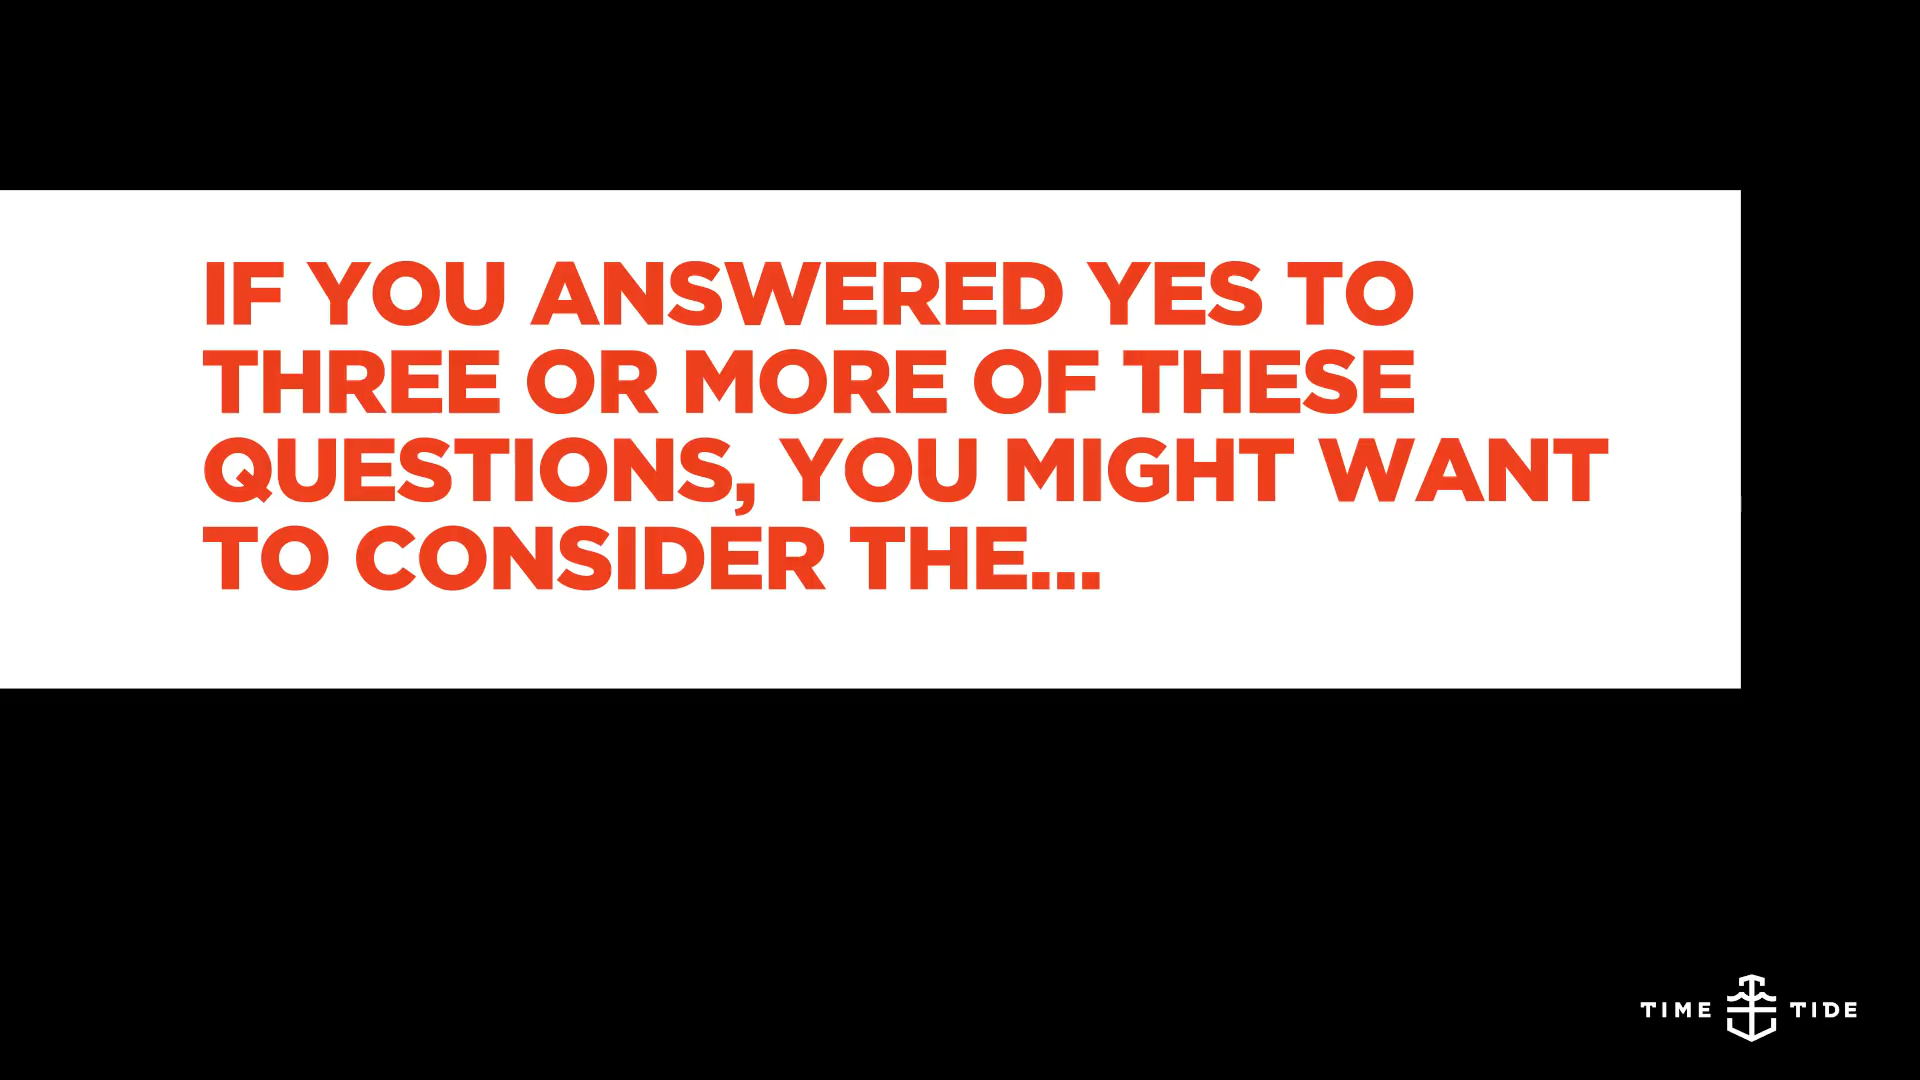 IF YOU ANSWERED YES TO
THREE OR MORE OF THESE
QUESTIONS, YOU MIGHT WANT
TO CONSIDER THE...
TIME TIDE